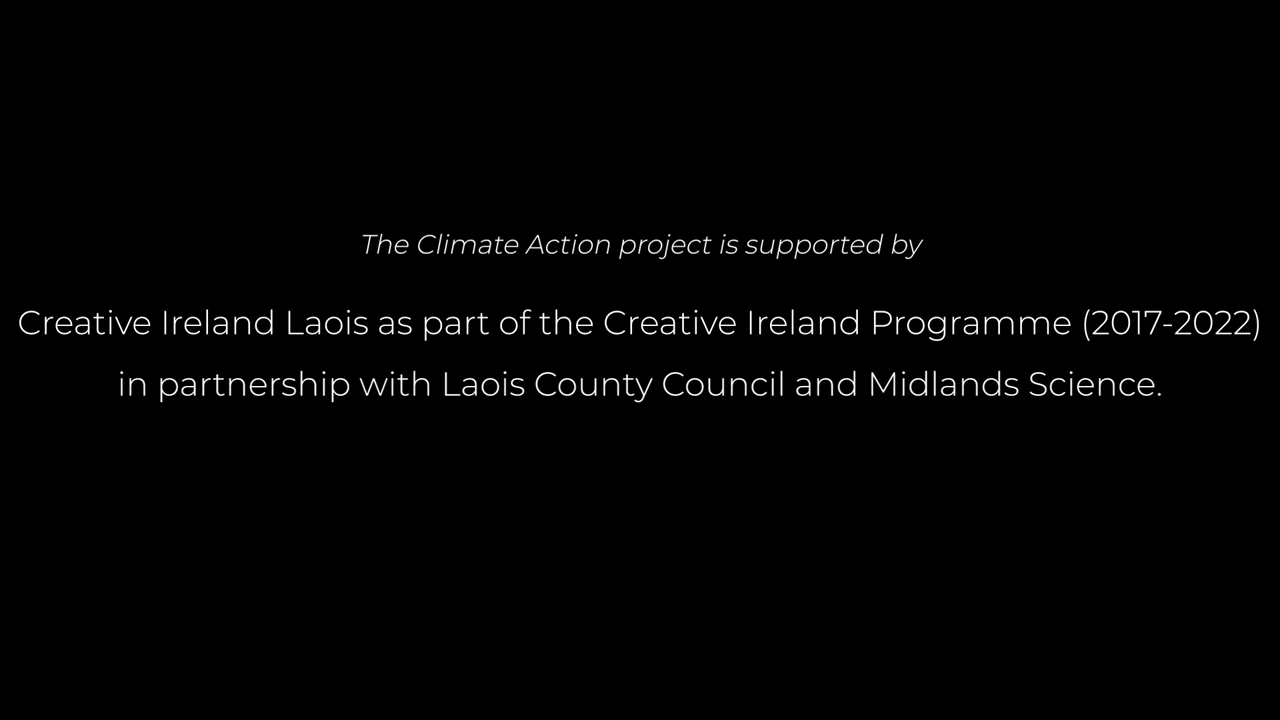 The Climate Action project is supported by
Creative Ireland Laois as part of the Creative Ireland Programme (2017-2022)
in partnership with Laois County Council and Midlands Science.